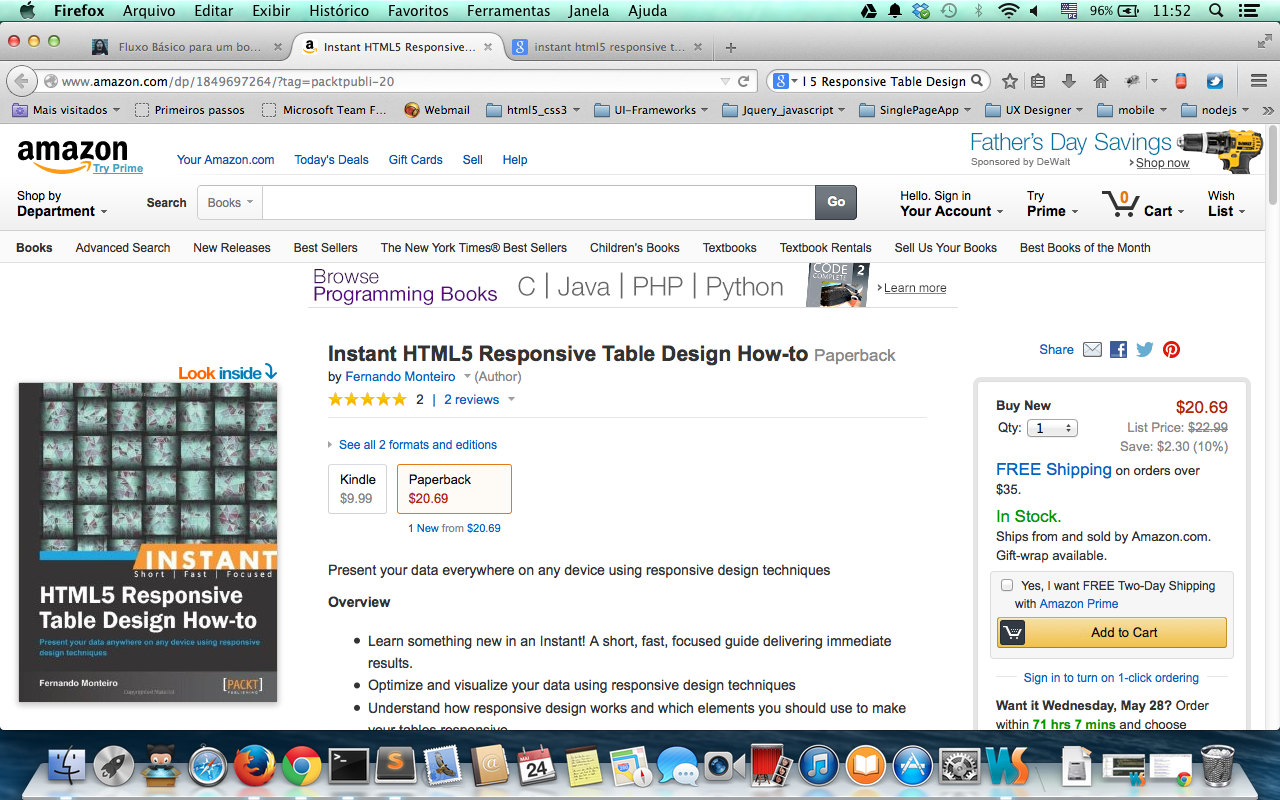 Firefox Arquivo Editar Exibir Histórico Favoritos Ferramentas Janela Ajuda 96% 11:52
Fluxo Básico para um bo... Instant HTML5 Responsive... instant html5 responsive t...
www.amazon.com/dp/1849697264/?tag=packtpubli-20 l 5 Responsive Table Design
Mais visitados Primeiros passos Microsoft Team F... Webmail html5_css3 UI-Frameworks Jquery_javascript SinglePageApp UX Designer mobile nodejs
amazon
Try Prime
Your Amazon.com Today's Deals Gift Cards Sell Help
Father's Day Savings
Sponsored by DeWalt Shop now
Shop by
Department
Search Books Go
Hello. Sign in
Your Account
Try
Prime
0 Cart
Wish
List
Books Advanced Search New Releases Best Sellers The New York Times® Best Sellers Children's Books Textbooks Textbook Rentals Sell Us Your Books Best Books of the Month
Browse
Programming Books
C | Java | PHP | Python
CODE
COMPLETE 2
Learn more
Look inside
INSTANT
Short | Fast | Focused
HTML5 Responsive
Table Design How-to
Present your data anywhere on any device using responsive
design techniques
Fernando Monteiro
[PACKT]
PUBLISHING
Instant HTML5 Responsive Table Design How-to Paperback
by Fernando Monteiro (Author)
2 | 2 reviews
See all 2 formats and editions
Kindle
$9.99
Paperback
$20.69
1 New from $20.69
Present your data everywhere on any device using responsive design techniques
Overview
• Learn something new in an Instant! A short, fast, focused guide delivering immediate
results.
• Optimize and visualize your data using responsive design techniques
• Understand how responsive design works and which elements you should use to make
your tables responsive
Share
Buy New $20.69
Qty: 1 List Price: $22.99
Save: $2.30 (10%)
FREE Shipping on orders over
$35.
In Stock.
Ships from and sold by Amazon.com.
Gift-wrap available.
Yes, I want FREE Two-Day Shipping
with Amazon Prime
Add to Cart
Sign in to turn on 1-click ordering
Want it Wednesday, May 28? Order
within 71 hrs 7 mins and choose
MAI
24